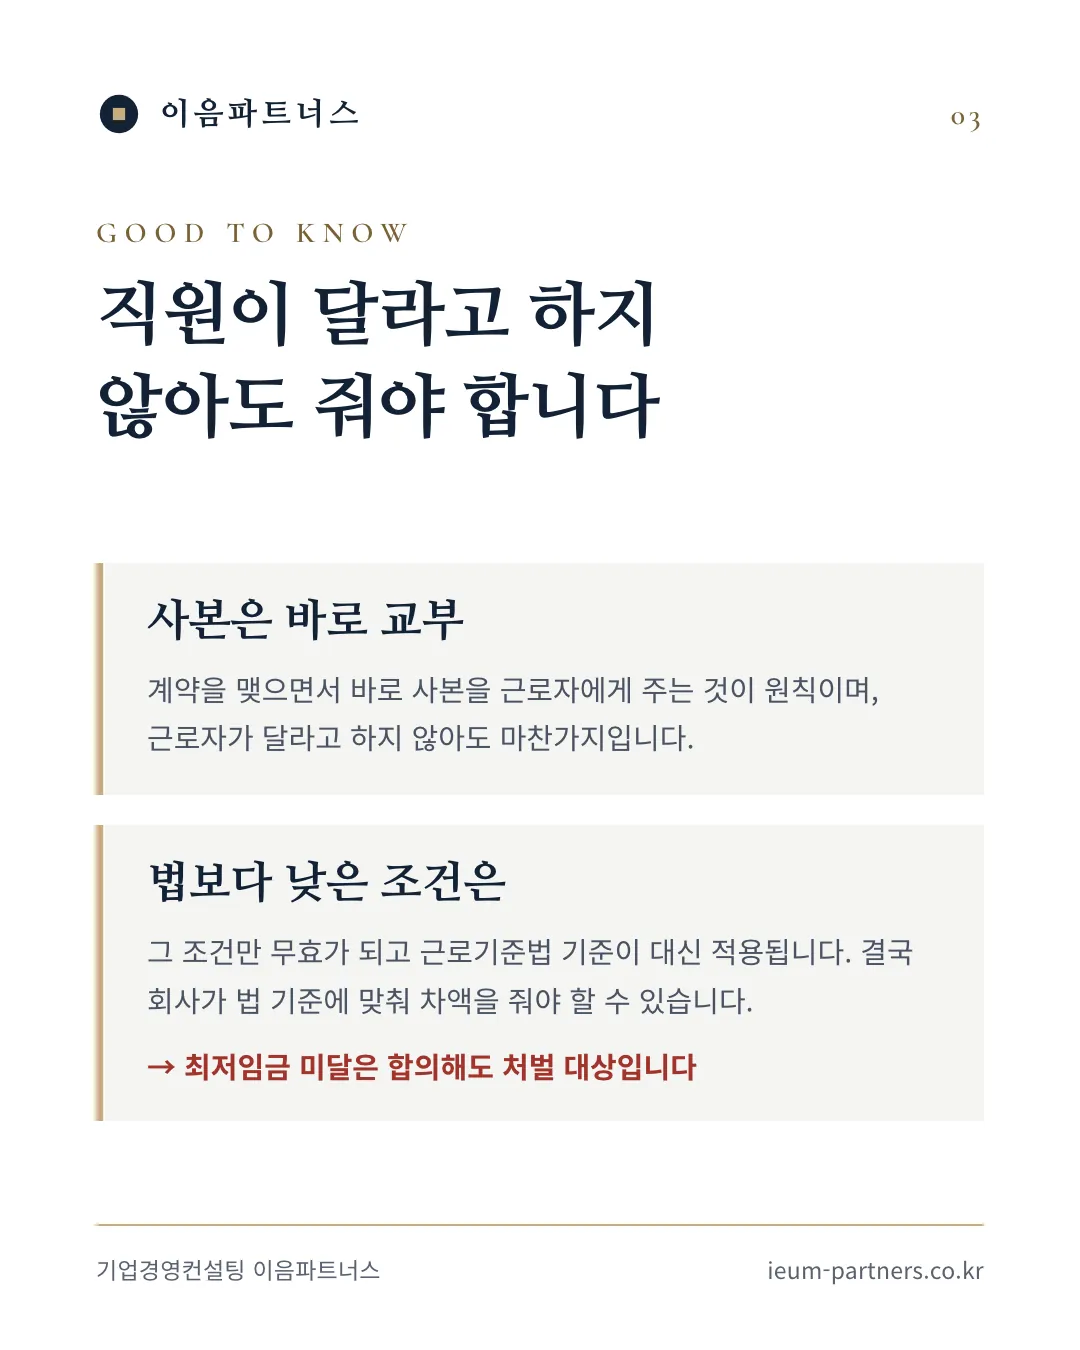 이음파트너스
03
GOOD TO KNOW
직원이 달라고 하지
않아도 줘야 합니다
사본은 바로 교부
계약을 맺으면서 바로 사본을 근로자에게 주는 것이 원칙이며,
근로자가 달라고 하지 않아도 마찬가지입니다.
법보다 낮은 조건은
그 조건만 무효가 되고 근로기준법 기준이 대신 적용됩니다. 결국
회사가 법 기준에 맞춰 차액을 줘야 할 수 있습니다.
→ 최저임금 미달은 합의해도 처벌 대상입니다
기업경영컨설팅 이음파트너스
ieum-partners.co.kr